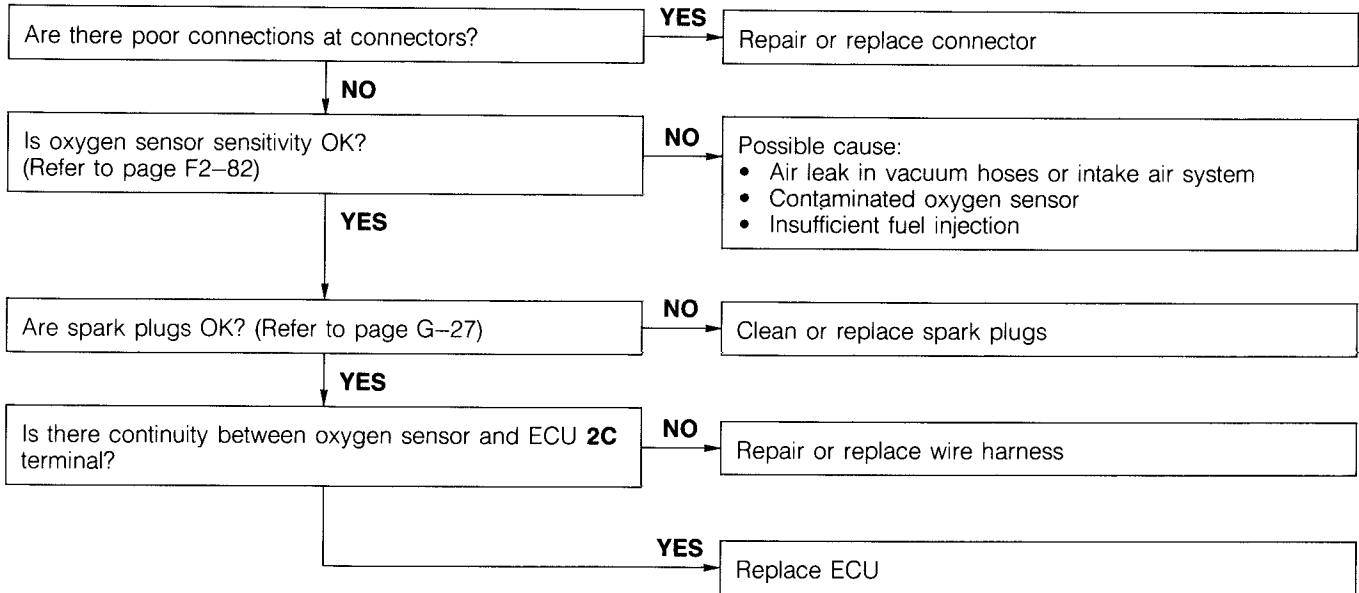 Are there poor connections at connectors?
YES
Repair or replace connector
NO
Is oxygen sensor sensitivity OK?
(Refer to page F2–82)
NO
Possible cause:
• Air leak in vacuum hoses or intake air system
• Contaminated oxygen sensor
• Insufficient fuel injection
YES
Are spark plugs OK? (Refer to page G–27)
NO
Clean or replace spark plugs
YES
Is there continuity between oxygen sensor and ECU 2C
terminal?
NO
Repair or replace wire harness
YES
Replace ECU